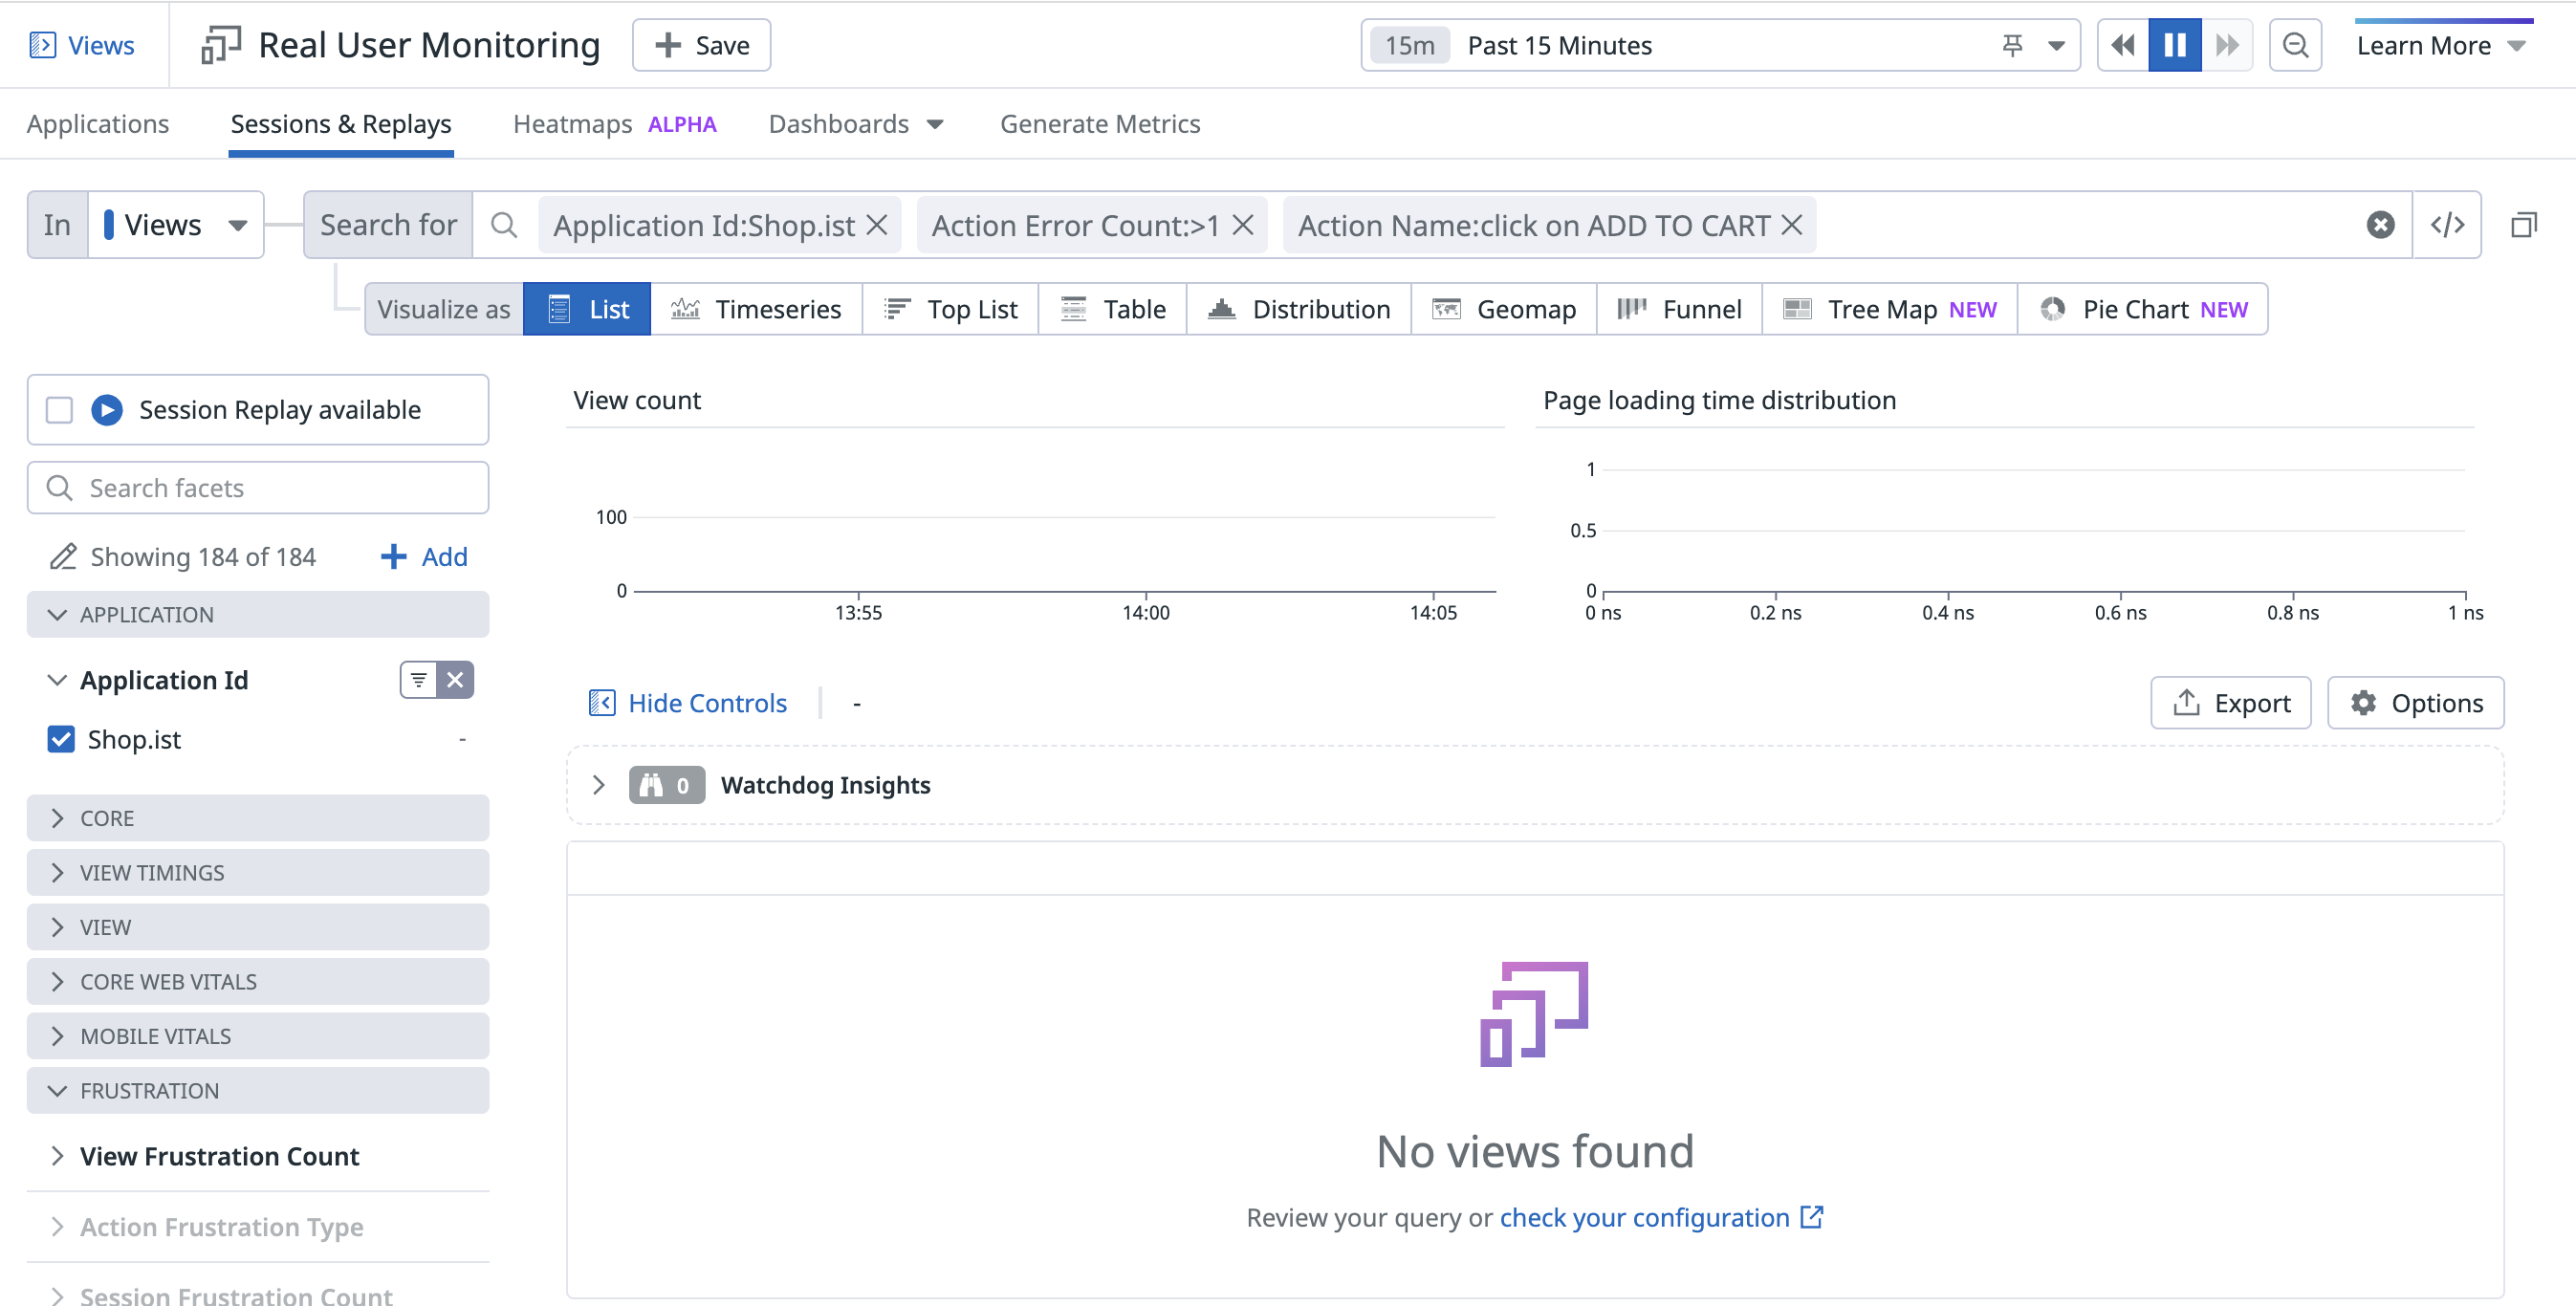 Views
Real User Monitoring
Save
15m Past 15 Minutes
Learn More
Applications
Sessions & Replays
Heatmaps ALPHA
Dashboards
Generate Metrics
In Views
Search for
Application Id:Shop.ist
Action Error Count:>1
Action Name:click on ADD TO CART
</>
Visualize as
List
Timeseries
Top List
Table
Distribution
Geomap
Funnel
Tree Map NEW
Pie Chart NEW
Session Replay available
Search facets
Showing 184 of 184
Add
APPLICATION
Application Id
Shop.ist -
CORE
VIEW TIMINGS
VIEW
CORE WEB VITALS
MOBILE VITALS
FRUSTRATION
View Frustration Count
Action Frustration Type
Session Frustration Count
View count
100
0
13:55 14:00 14:05
Page loading time distribution
1
0.5
0
0 ns 0.2 ns 0.4 ns 0.6 ns 0.8 ns 1 ns
Hide Controls -
Export
Options
0 Watchdog Insights
No views found
Review your query or check your configuration